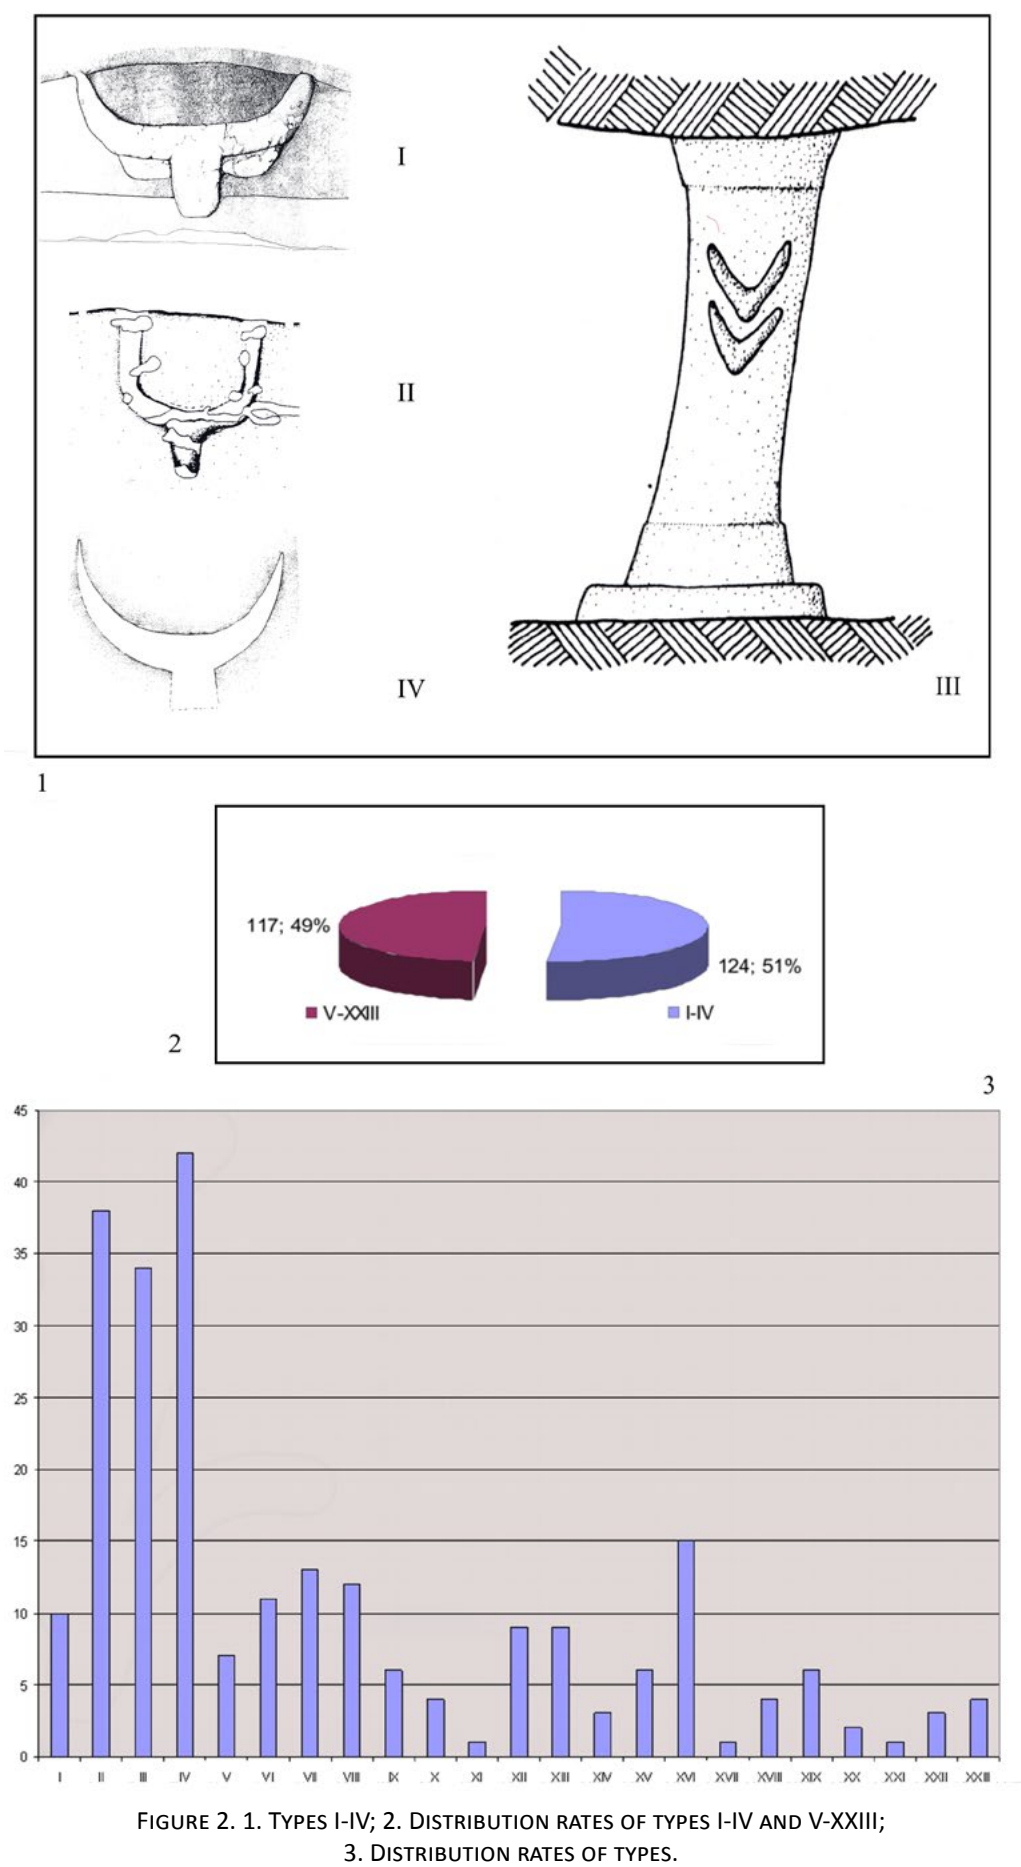 I
II
IV
III
1
117; 49%
124; 51%
V-XXIII
I-IV
2
3
45
40
35
30
25
20
15
10
5
0
I II III IV V VI VII VIII IX X XI XII XIII XIV XV XVI XVII XVIII XIX XX XXI XXII XXIII
FIGURE 2. 1. TYPES I-IV; 2. DISTRIBUTION RATES OF TYPES I-IV AND V-XXIII;
3. DISTRIBUTION RATES OF TYPES.